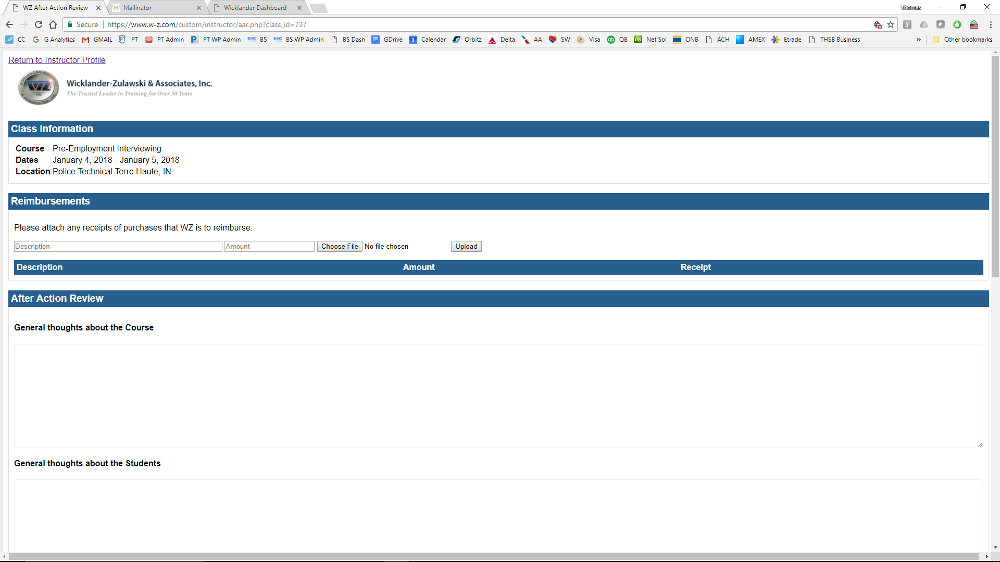 WZ After Action Review
Mailinator
Wicklander Dashboard
Thomas
Secure https://www.w-z.com/custom/instructor/aar.php?class_id=737
CC G Analytics GMAIL PT PT Admin PT WP Admin BS BS WP Admin BS Dash GDrive Calendar Orbitz Delta AA SW Visa QB Net Sol ONB ACH AMEX Etrade THSB Business » Other bookmarks
Return to Instructor Profile
Wicklander-Zulawski & Associates, Inc.
The Trusted Leader in Training for Over 30 Years
Class Information
Course Pre-Employment Interviewing
Dates January 4, 2018 - January 5, 2018
Location Police Technical Terre Haute, IN
Reimbursements
Please attach any receipts of purchases that WZ is to reimburse.
Description Amount Choose File No file chosen Upload
Description Amount Receipt
After Action Review
General thoughts about the Course
General thoughts about the Students